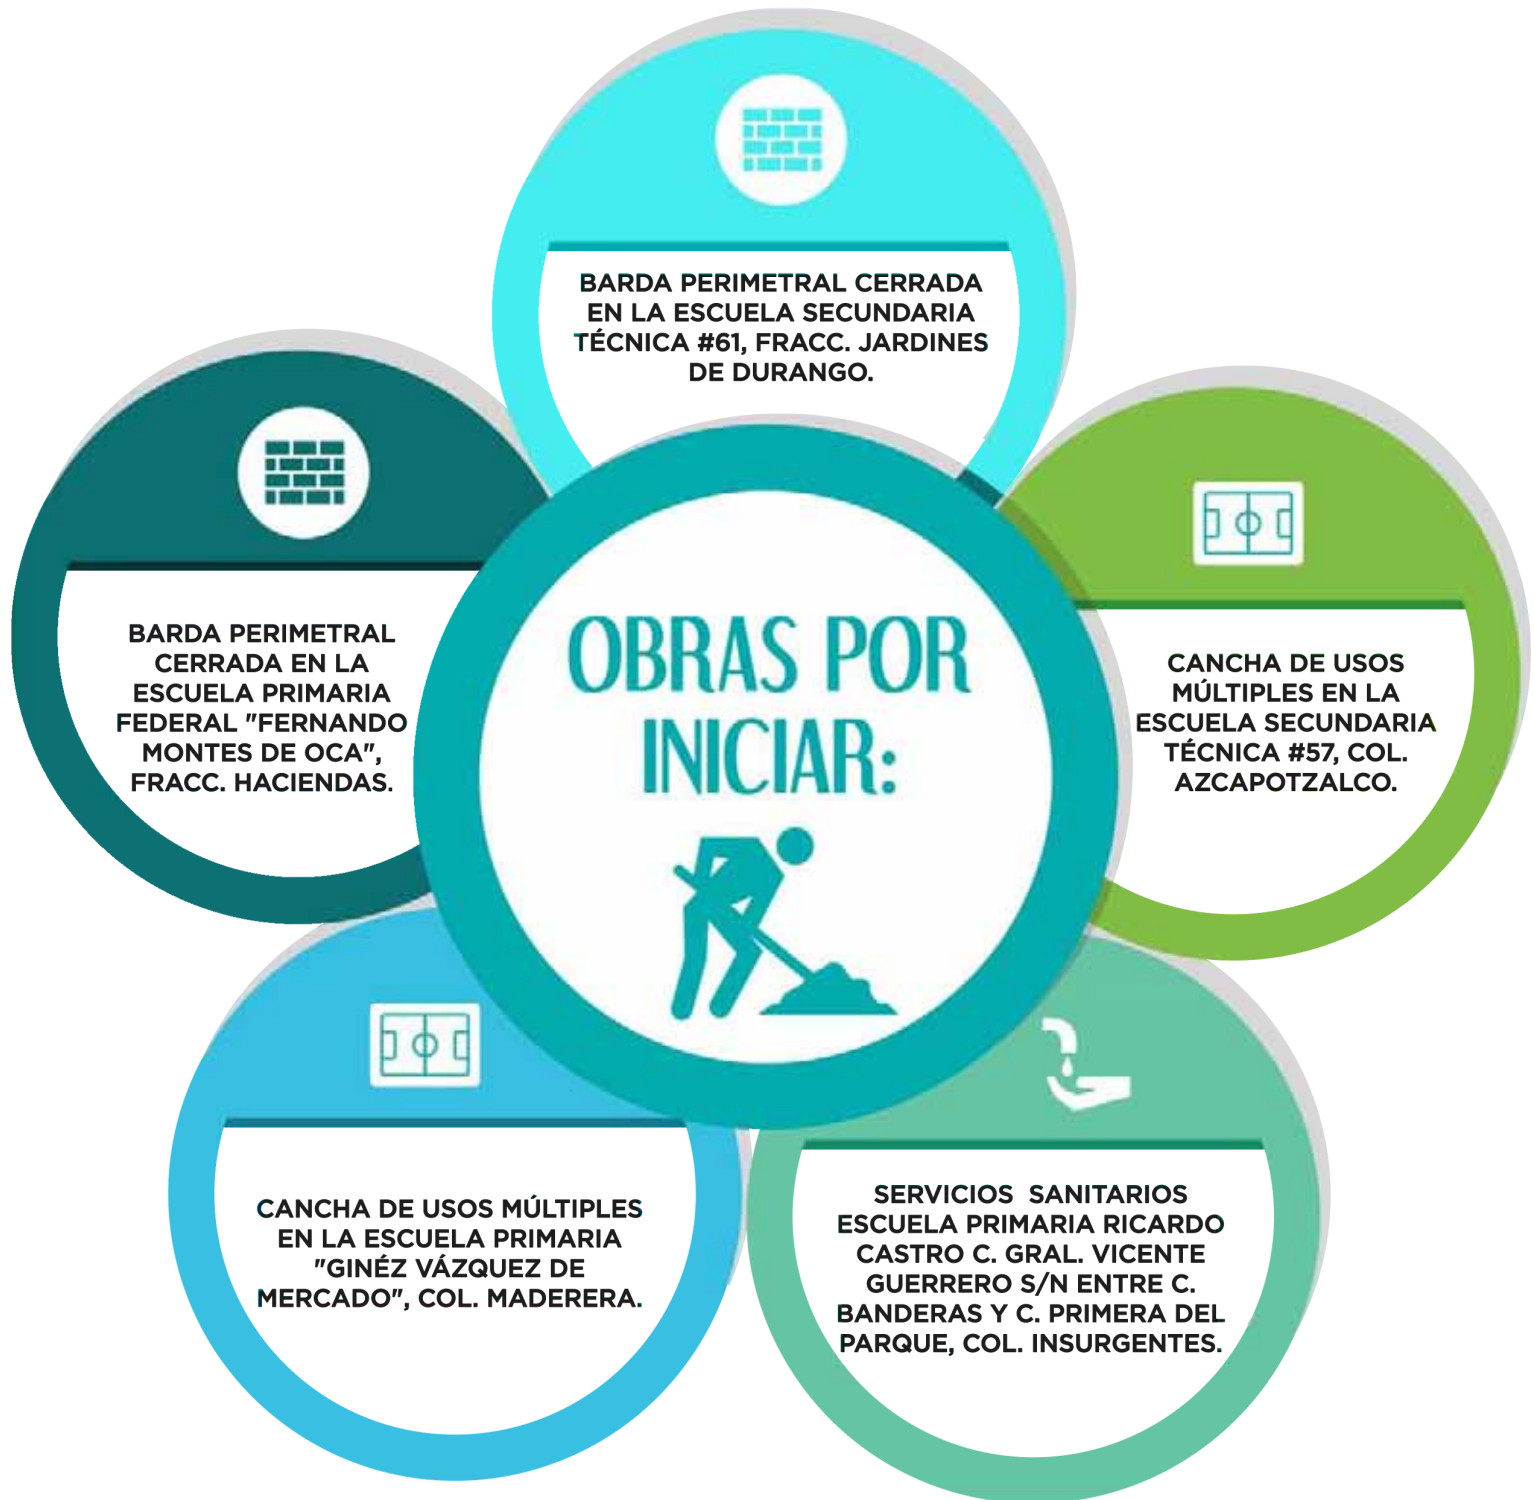 BARDA PERIMETRAL CERRADA
EN LA ESCUELA SECUNDARIA
TÉCNICA #61, FRACC. JARDINES
DE DURANGO.
BARDA PERIMETRAL
CERRADA EN LA
ESCUELA PRIMARIA
FEDERAL "FERNANDO
MONTES DE OCA",
FRACC. HACIENDAS.
OBRAS POR
INICIAR:
CANCHA DE USOS
MÚLTIPLES EN LA
ESCUELA SECUNDARIA
TÉCNICA #57, COL.
AZCAPOTZALCO.
CANCHA DE USOS MÚLTIPLES
EN LA ESCUELA PRIMARIA
"GINÉZ VÁZQUEZ DE
MERCADO", COL. MADERERA.
SERVICIOS SANITARIOS
ESCUELA PRIMARIA RICARDO
CASTRO C. GRAL. VICENTE
GUERRERO S/N ENTRE C.
BANDERAS Y C. PRIMERA DEL
PARQUE, COL. INSURGENTES.